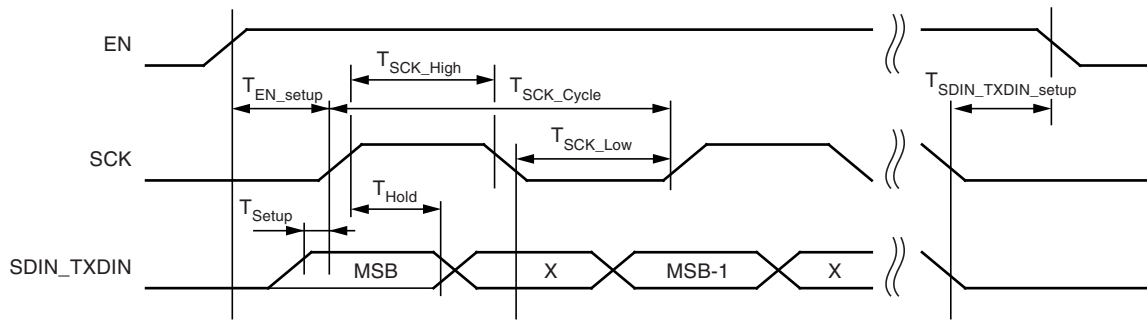 EN
T_SCK_High
T_EN_setup
T_SCK_Cycle
T_SDIN_TXDIN_setup
SCK
T_SCK_Low
T_Hold
T_Setup
SDIN_TXDIN
MSB
X
MSB-1
X